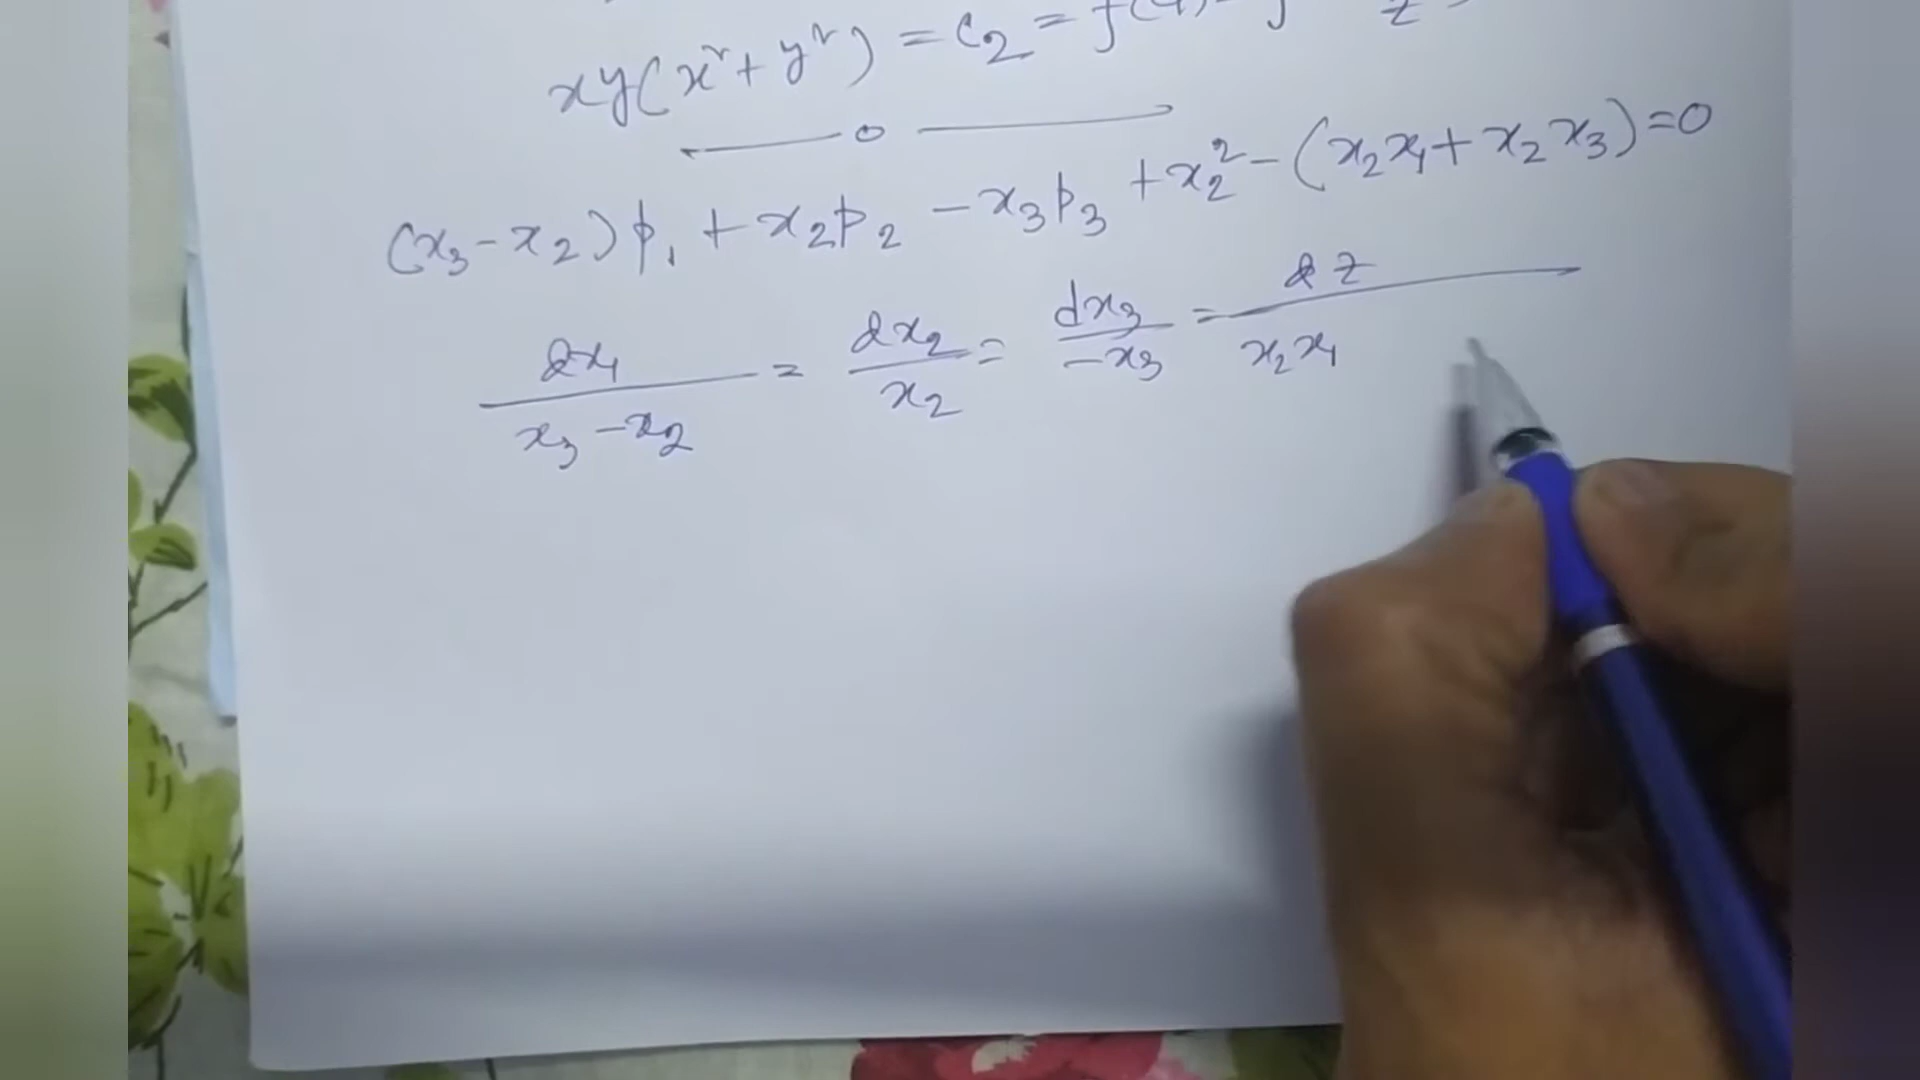 xy(x²+y²) = c₂ = f(
(x₃-x₂)p₁ + x₂p₂ - x₃p₃ + x₂² - (x₂x₁ + x₂x₃) = 0
dx₁/(x₃-x₂) = dx₂/x₂ = dx₃/-x₃ = dz/x₂x₁